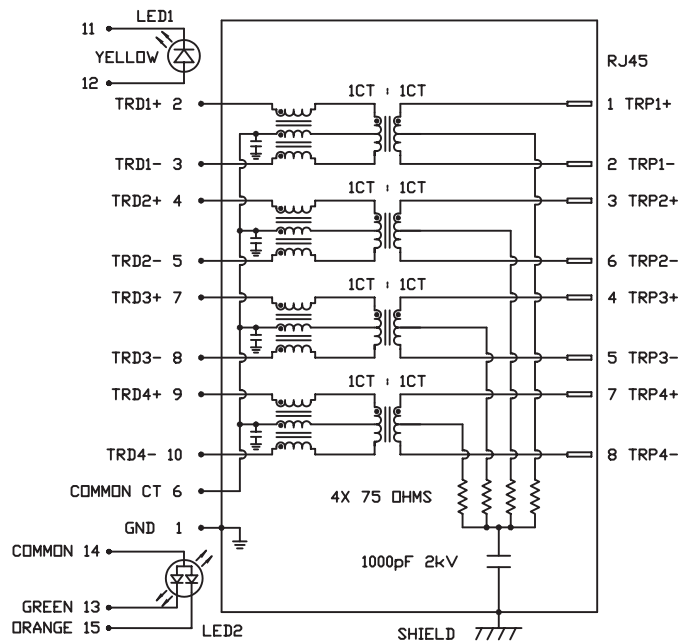 LED1
11
YELLOW
12
RJ45
1CT : 1CT
TRD1+ 2
1 TRP1+
TRD1- 3
2 TRP1-
1CT : 1CT
TRD2+ 4
3 TRP2+
TRD2- 5
6 TRP2-
1CT : 1CT
TRD3+ 7
4 TRP3+
TRD3- 8
5 TRP3-
1CT : 1CT
TRD4+ 9
7 TRP4+
TRD4- 10
8 TRP4-
COMMON CT 6
4X 75 OHMS
GND 1
COMMON 14
1000pF 2kV
GREEN 13
ORANGE 15
LED2
SHIELD